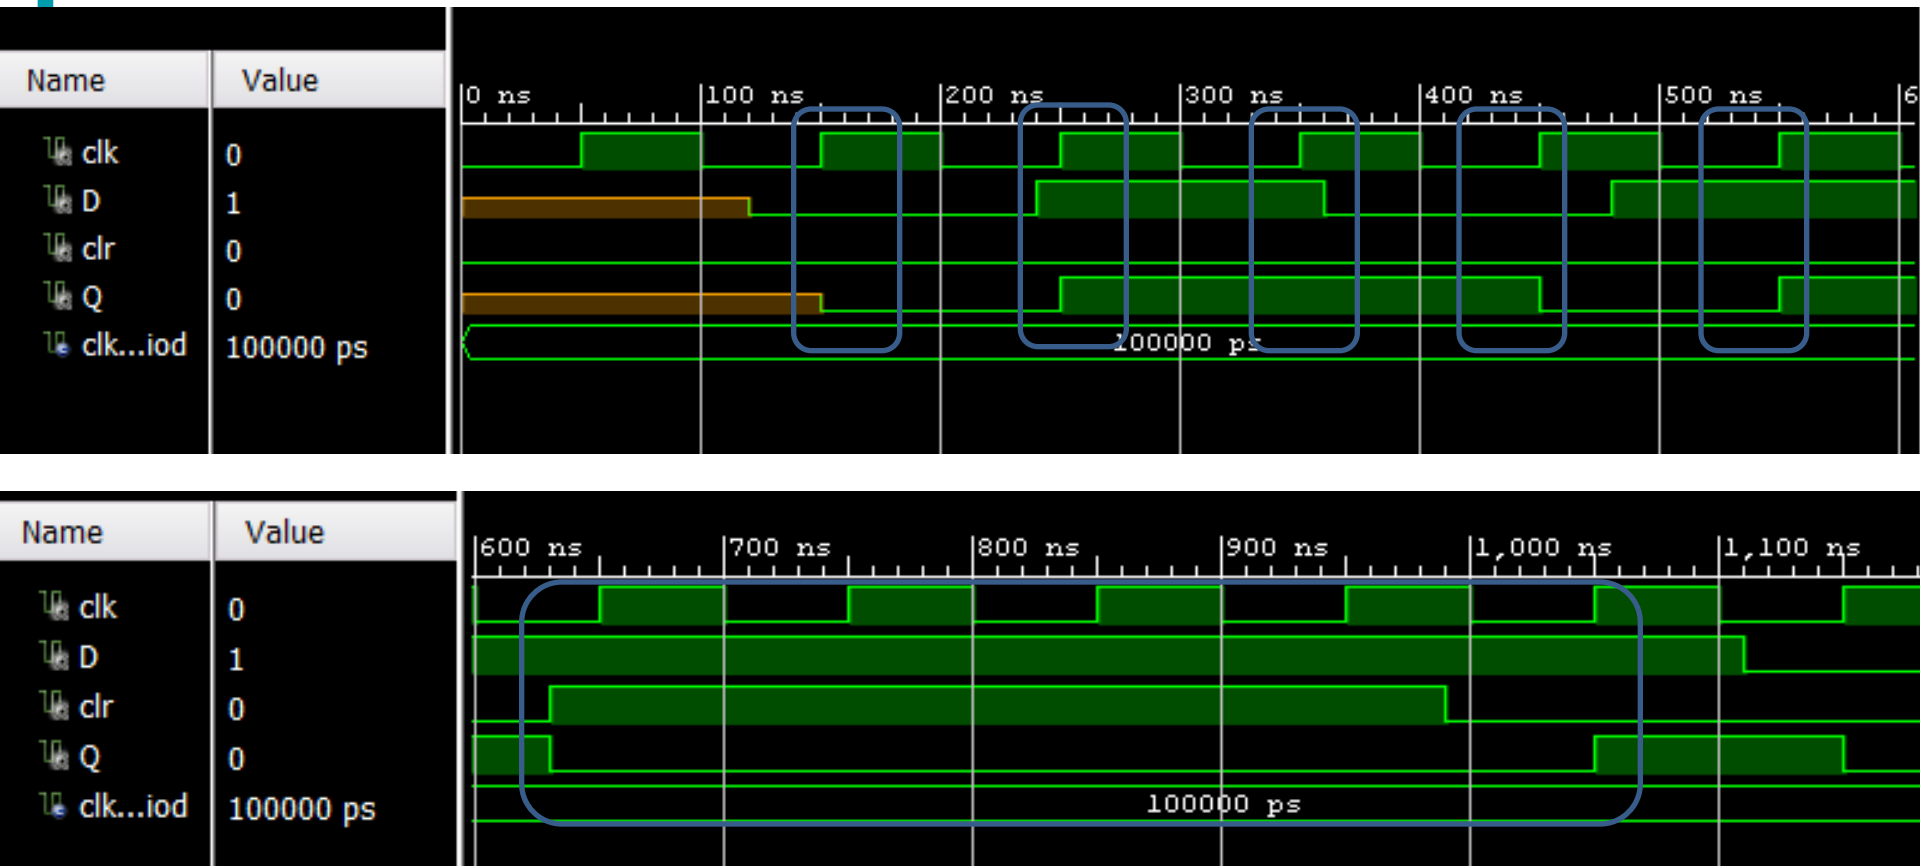 Name Value
0 ns 100 ns 200 ns 300 ns 400 ns 500 ns 6
clk 0
D 1
clr 0
Q 0
clk...iod 100000 ps 100000 ps
Name Value
600 ns 700 ns 800 ns 900 ns 1,000 ns 1,100 ns
clk 0
D 1
clr 0
Q 0
clk...iod 100000 ps 100000 ps